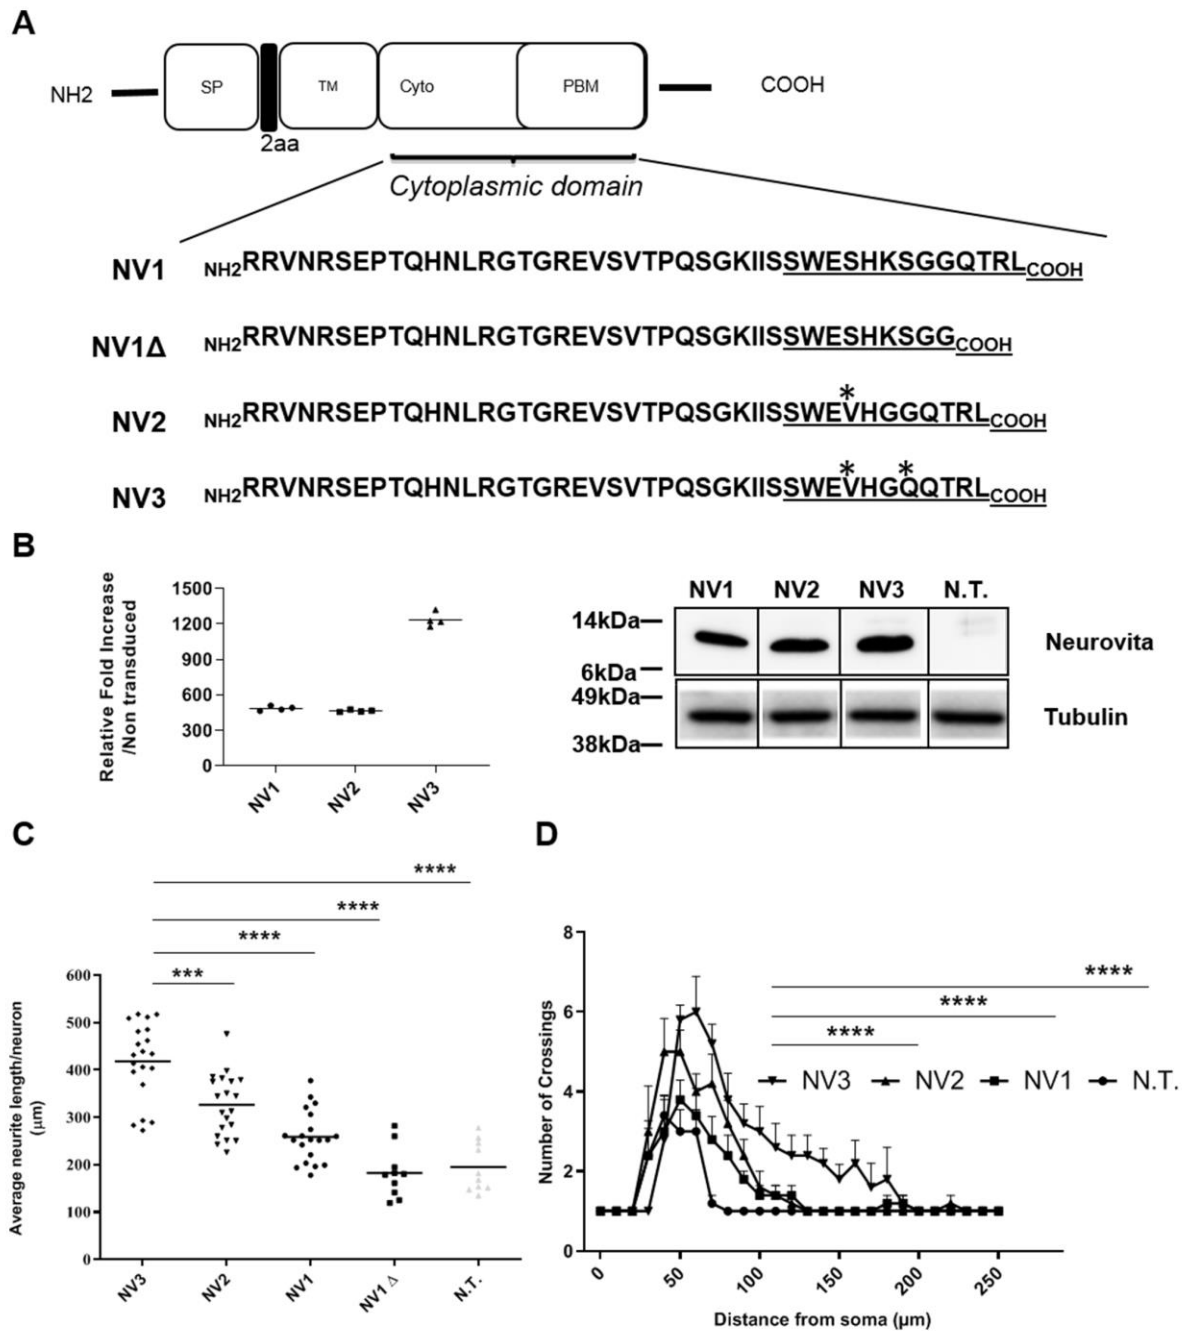 A
NH2 SP TM Cyto PBM COOH
2aa
Cytoplasmic domain
NV1 NH2RRVNRSEPTQHNLRGTGREVSVTPQSGKIISSWESHKSGGQTRLCOOH
NV1Δ NH2RRVNRSEPTQHNLRGTGREVSVTPQSGKIISSWESHKSGGCOOH
*
NV2 NH2RRVNRSEPTQHNLRGTGREVSVTPQSGKIISSWEVHGGQTRLCOOH
* *
NV3 NH2RRVNRSEPTQHNLRGTGREVSVTPQSGKIISSWEVHGQQTRLCOOH
B
Relative Fold Increase
/Non transduced
1500
1200
900
600
300
0
NV1 NV2 NV3
NV1 NV2 NV3 N.T.
14kDa
6kDa
Neurovita
49kDa
38kDa
Tubulin
C
****
****
****
***
Average neurite length/neuron
(µm)
600
500
400
300
200
100
0
NV3 NV2 NV1 NV1 Δ N.T.
D
****
****
****
NV3 NV2 NV1 N.T.
Number of Crossings
8
6
4
2
0
0 50 100 150 200 250
Distance from soma (µm)